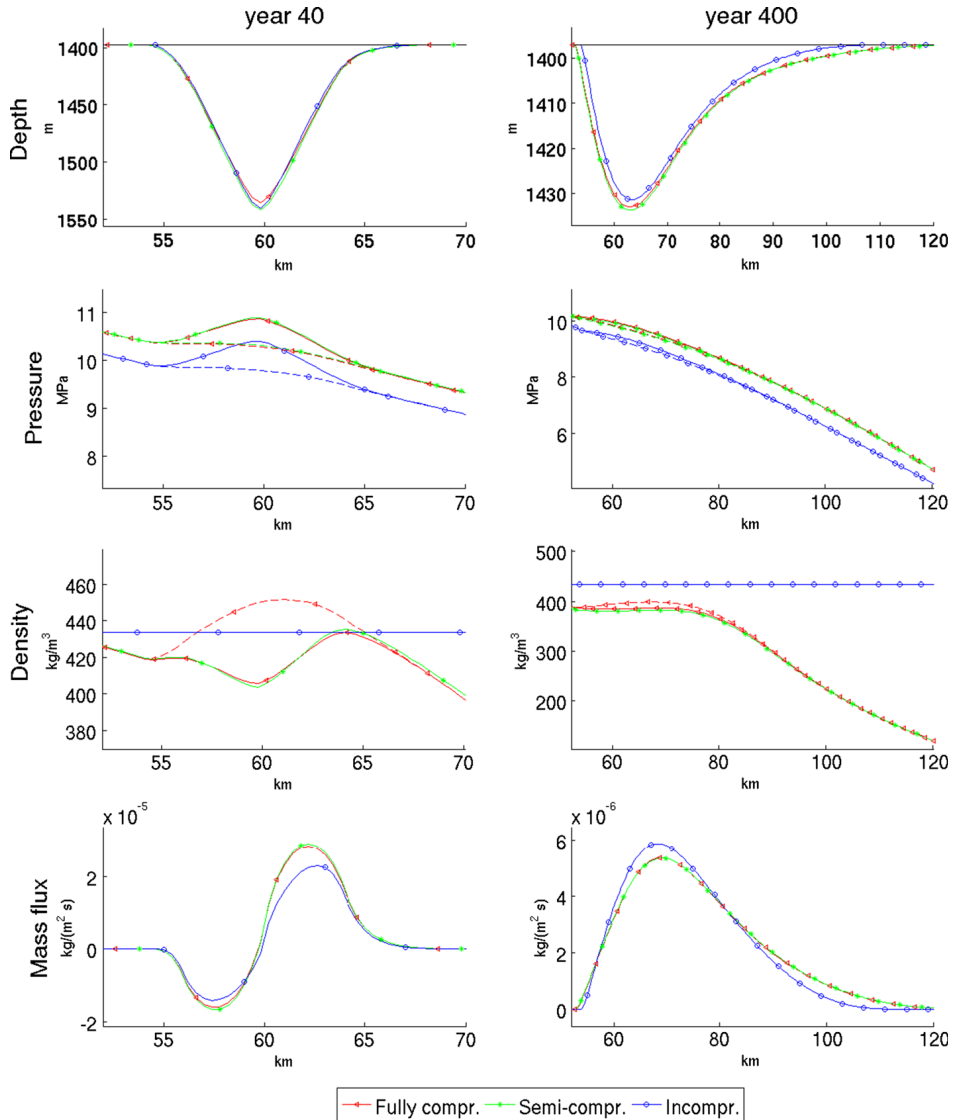 year 40
year 400
Depth
m
1400
1450
1500
1550
55
60
65
70
km
m
1400
1410
1420
1430
60
70
80
90
100
110
120
km
Pressure
MPa
11
10
9
8
55
60
65
70
km
MPa
10
8
6
60
80
100
120
km
Density
kg/m³
460
440
420
400
380
55
60
65
70
km
kg/m³
500
400
300
200
60
80
100
120
km
Mass flux
kg/(m² s)
x 10⁻⁵
2
0
-2
55
60
65
70
km
kg/(m² s)
x 10⁻⁶
6
4
2
0
60
80
100
120
km
Fully compr. Semi-compr. Incompr.